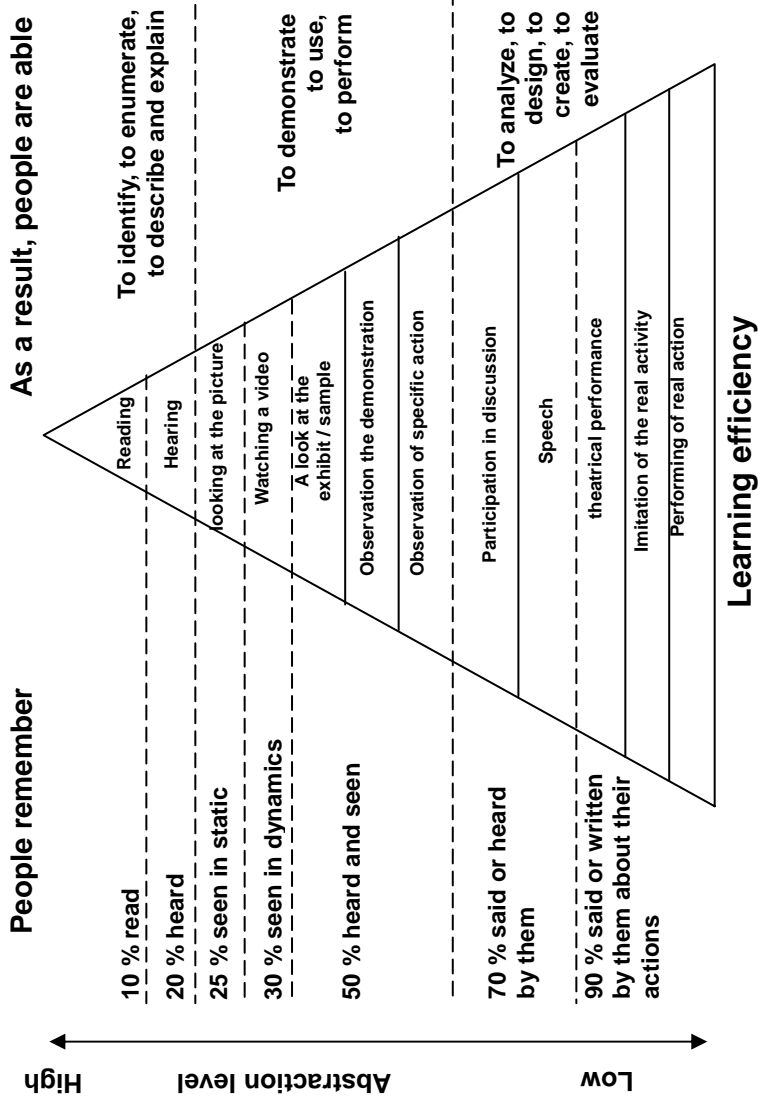 People remember
As a result, people are able
High
Abstraction level
Low
10 % read
20 % heard
25 % seen in static
30 % seen in dynamics
50 % heard and seen
70 % said or heard
by them
90 % said or written
by them about their
actions
Reading
Hearing
looking at the picture
Watching a video
A look at the
exhibit / sample
Observation the demonstration
Observation of specific action
Participation in discussion
Speech
theatrical performance
Imitation of the real activity
Performing of real action
To identify, to enumerate,
to describe and explain
To demonstrate
to use,
to perform
To analyze, to
design, to
create, to
evaluate
Learning efficiency